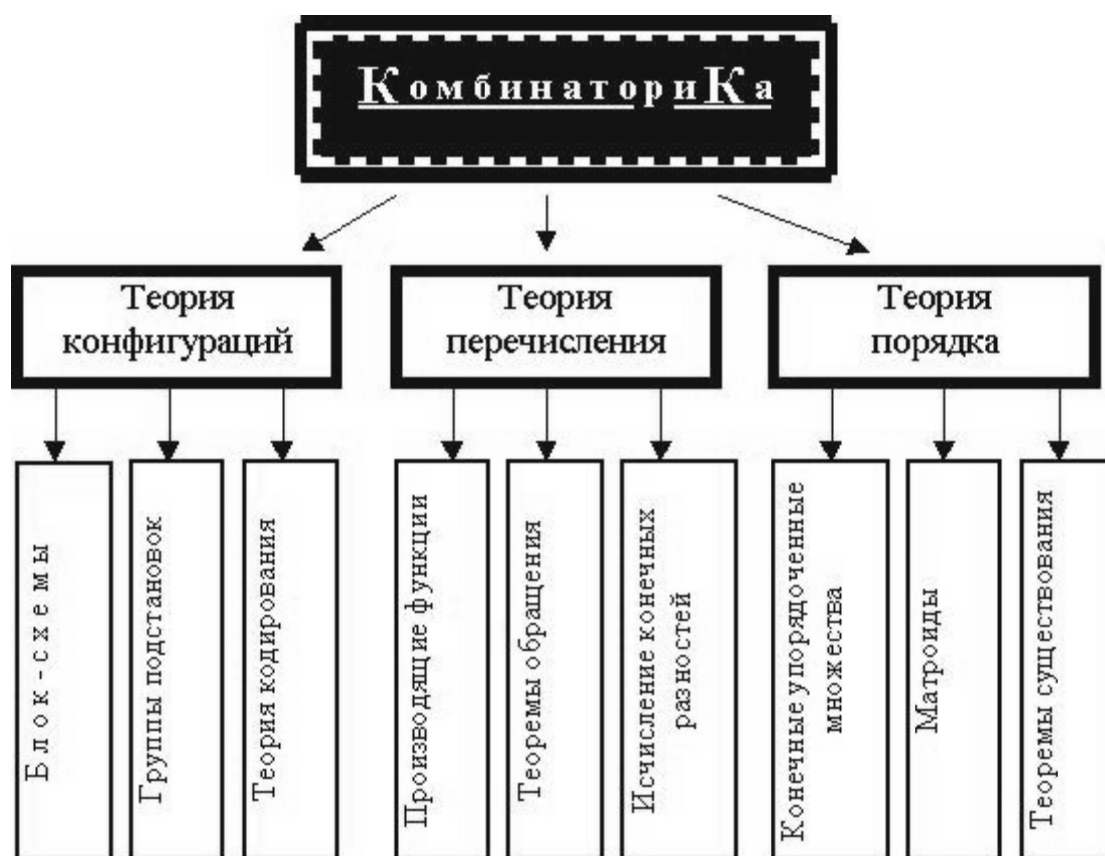 КомбинаториКа
Теория
конфигураций
Теория
перечисления
Теория
порядка
Блок-схемы
Группы подстановок
Теория кодирования
Производящие функции
Теоремы обращения
Исчисление конечных
разностей
Конечные упорядоченные
множества
Матроиды
Теоремы существования